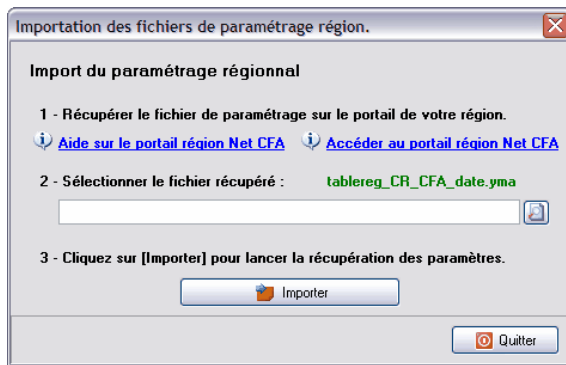 Importation des fichiers de paramétrage région.
Import du paramétrage régionnal
1 - Récupérer le fichier de paramétrage sur le portail de votre région.
Aide sur le portail région Net CFA Accéder au portail région Net CFA
2 - Sélectionner le fichier récupéré : tablereg_CR_CFA_date.yma
3 - Cliquez sur [Importer] pour lancer la récupération des paramètres.
Importer
Quitter